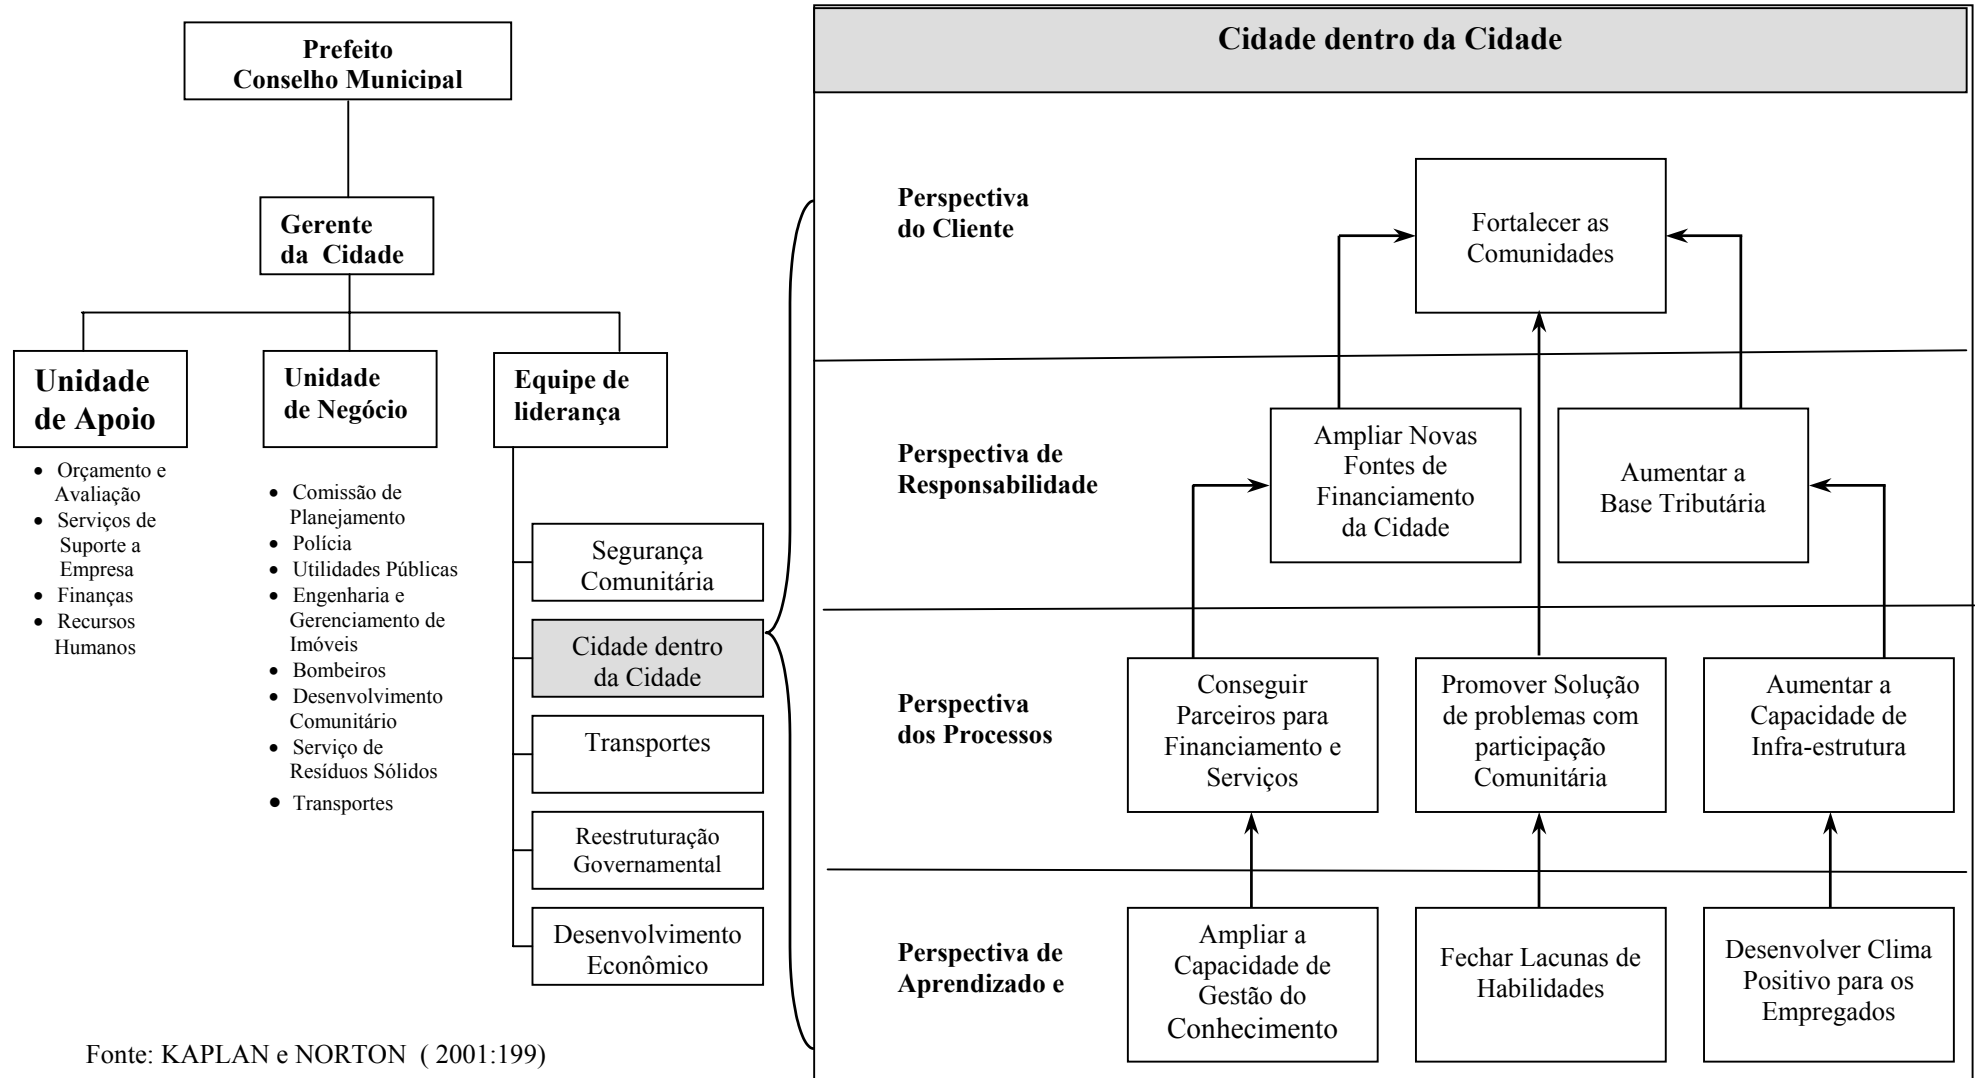 Prefeito
Conselho Municipal
Gerente
da Cidade
Unidade
de Apoio
• Orçamento e
Avaliação
• Serviços de
Suporte a
Empresa
• Finanças
• Recursos
Humanos
Unidade
de Negócio
• Comissão de
Planejamento
• Polícia
• Utilidades Públicas
• Engenharia e
Gerenciamento de
Imóveis
• Bombeiros
• Desenvolvimento
Comunitário
• Serviço de
Resíduos Sólidos
• Transportes
Equipe de
liderança
Segurança
Comunitária
Cidade dentro
da Cidade
Transportes
Reestruturação
Governamental
Desenvolvimento
Econômico
Cidade dentro da Cidade
Perspectiva
do Cliente
Fortalecer as
Comunidades
Perspectiva de
Responsabilidade
Ampliar Novas
Fontes de
Financiamento
da Cidade
Aumentar a
Base Tributária
Perspectiva
dos Processos
Conseguir
Parceiros para
Financiamento e
Serviços
Promover Solução
de problemas com
participação
Comunitária
Aumentar a
Capacidade de
Infra-estrutura
Perspectiva de
Aprendizado e
Ampliar a
Capacidade de
Gestão do
Conhecimento
Fechar Lacunas de
Habilidades
Desenvolver Clima
Positivo para os
Empregados
Fonte: KAPLAN e NORTON ( 2001:199)